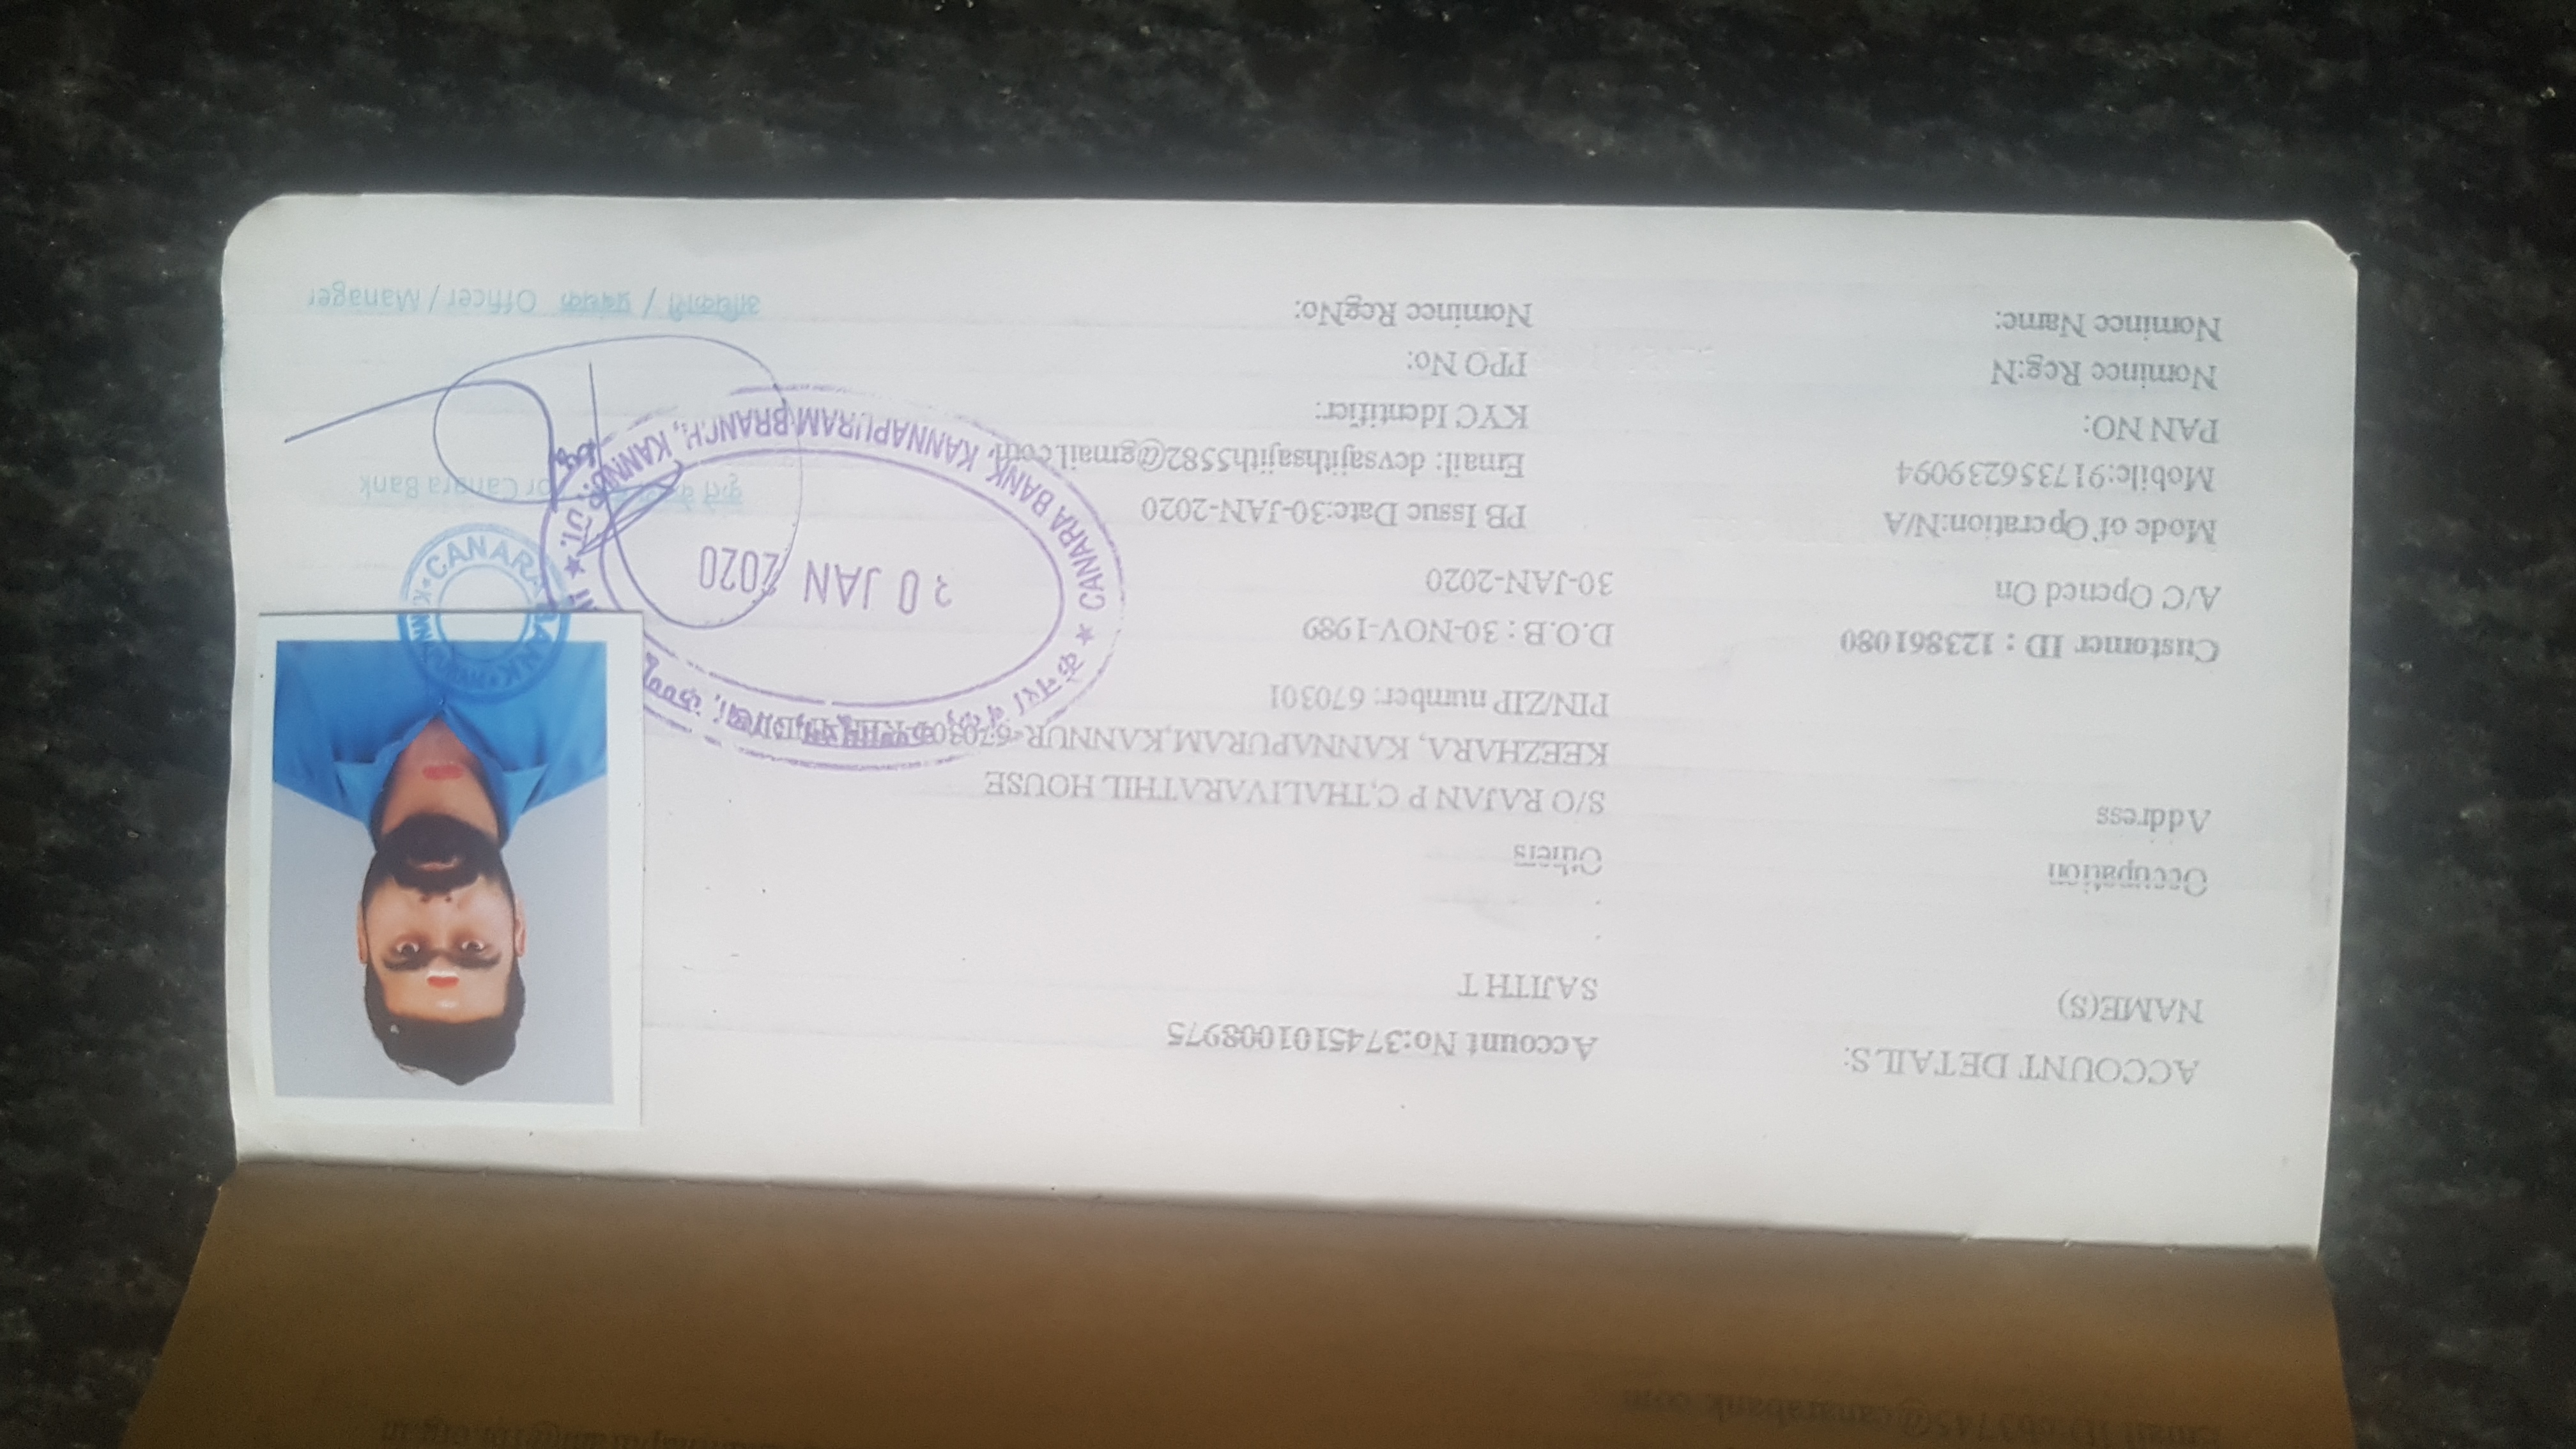 ACCOUNT DETAILS: Account No:3745101008975
NAME(S) SAJITH T
Occupation Others
Address S/O RAJAN P C,THALIVARATHIL HOUSE
KEEZHARA, KANNAPURAM,KANNUR-67030
PIN/ZIP number: 670301
Customer ID : 123861080 D.O.B : 30-NOV-1989
A/C Opened On 30-JAN-2020
Mode of Operation:N/A PB Issue Date:30-JAN-2020
Mobile:917356239094 Email: devsajithsajith5582@gmail.com
PAN NO: KYC Identifier:
Nominee Reg:N PPO No:
Nominee Name: Nominee RegNo:
CANARA
CANARA BANK, KANNAPURAM BRANCH, KANNUR
30 JAN 2020
कृते के For Canara Bank
अधिकारी / प्रबंधक Officer / Manager